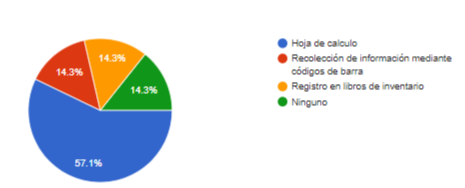 14.3%
14.3%
14.3%
57.1%
Hoja de calculo
Recolección de información mediante
códigos de barra
Registro en libros de inventario
Ninguno